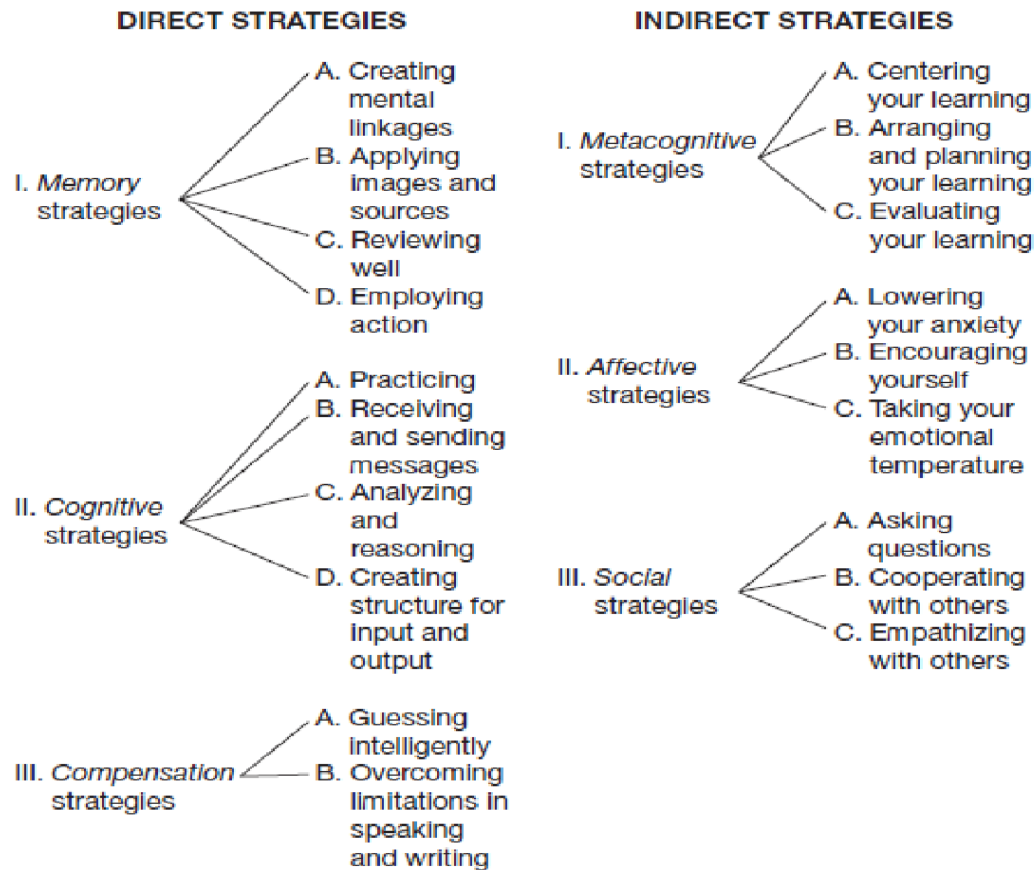 DIRECT STRATEGIES
I. Memory
strategies
A. Creating
mental
linkages
B. Applying
images and
sources
C. Reviewing
well
D. Employing
action
II. Cognitive
strategies
A. Practicing
B. Receiving
and sending
messages
C. Analyzing
and
reasoning
D. Creating
structure for
input and
output
III. Compensation
strategies
A. Guessing
intelligently
B. Overcoming
limitations in
speaking
and writing
INDIRECT STRATEGIES
I. Metacognitive
strategies
A. Centering
your learning
B. Arranging
and planning
your learning
C. Evaluating
your learning
II. Affective
strategies
A. Lowering
your anxiety
B. Encouraging
yourself
C. Taking your
emotional
temperature
III. Social
strategies
A. Asking
questions
B. Cooperating
with others
C. Empathizing
with others